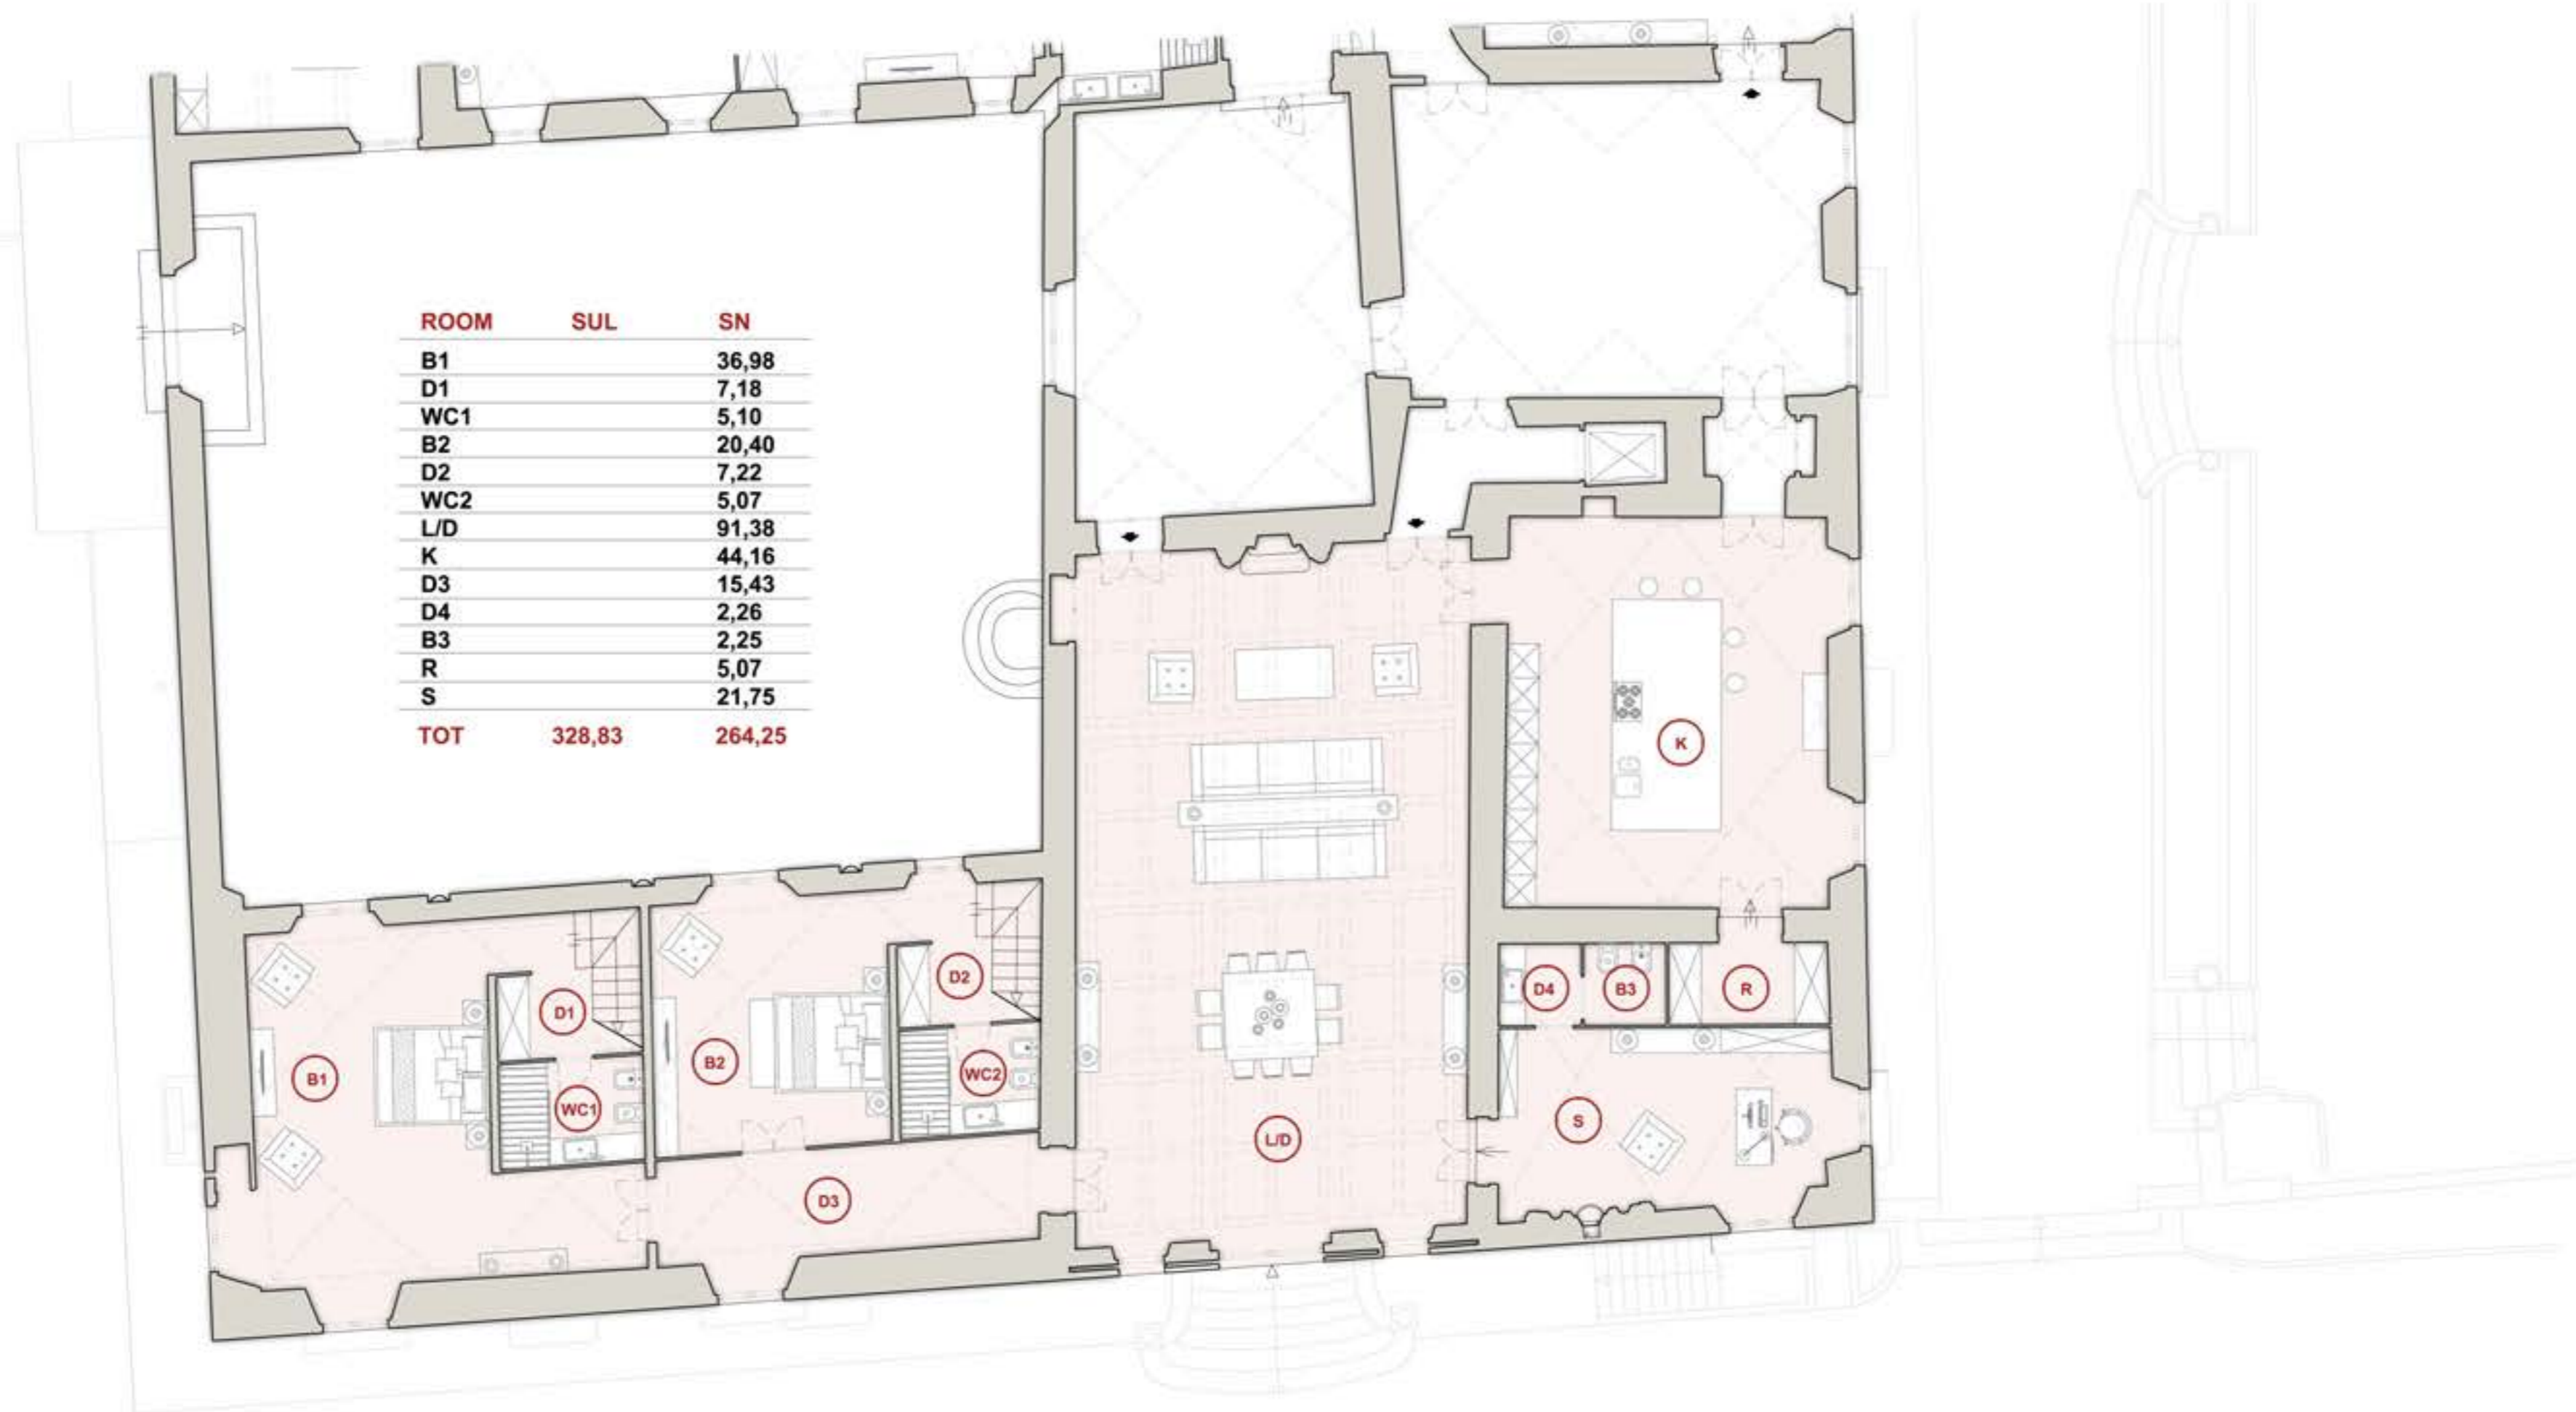 ROOM SUL SN
B1 36,98
D1 7,18
WC1 5,10
B2 20,40
D2 7,22
WC2 5,07
L/D 91,38
K 44,16
D3 15,43
D4 2,26
B3 2,25
R 5,07
S 21,75
TOT 328,83 264,25
K
D2
D4
B3
R
D1
B2
WC2
B1
WC1
S
L/D
D3